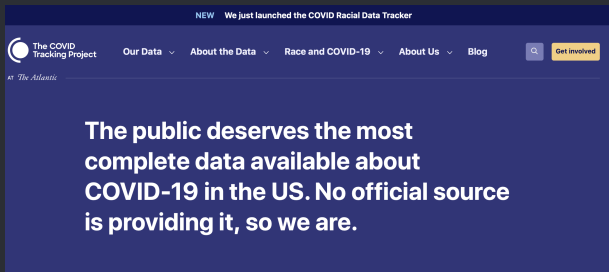 NEW We just launched the COVID Racial Data Tracker
The COVID
Tracking Project
Our Data About the Data Race and COVID-19 About Us Blog
Get involved
AT The Atlantic
The public deserves the most
complete data available about
COVID-19 in the US. No official source
is providing it, so we are.